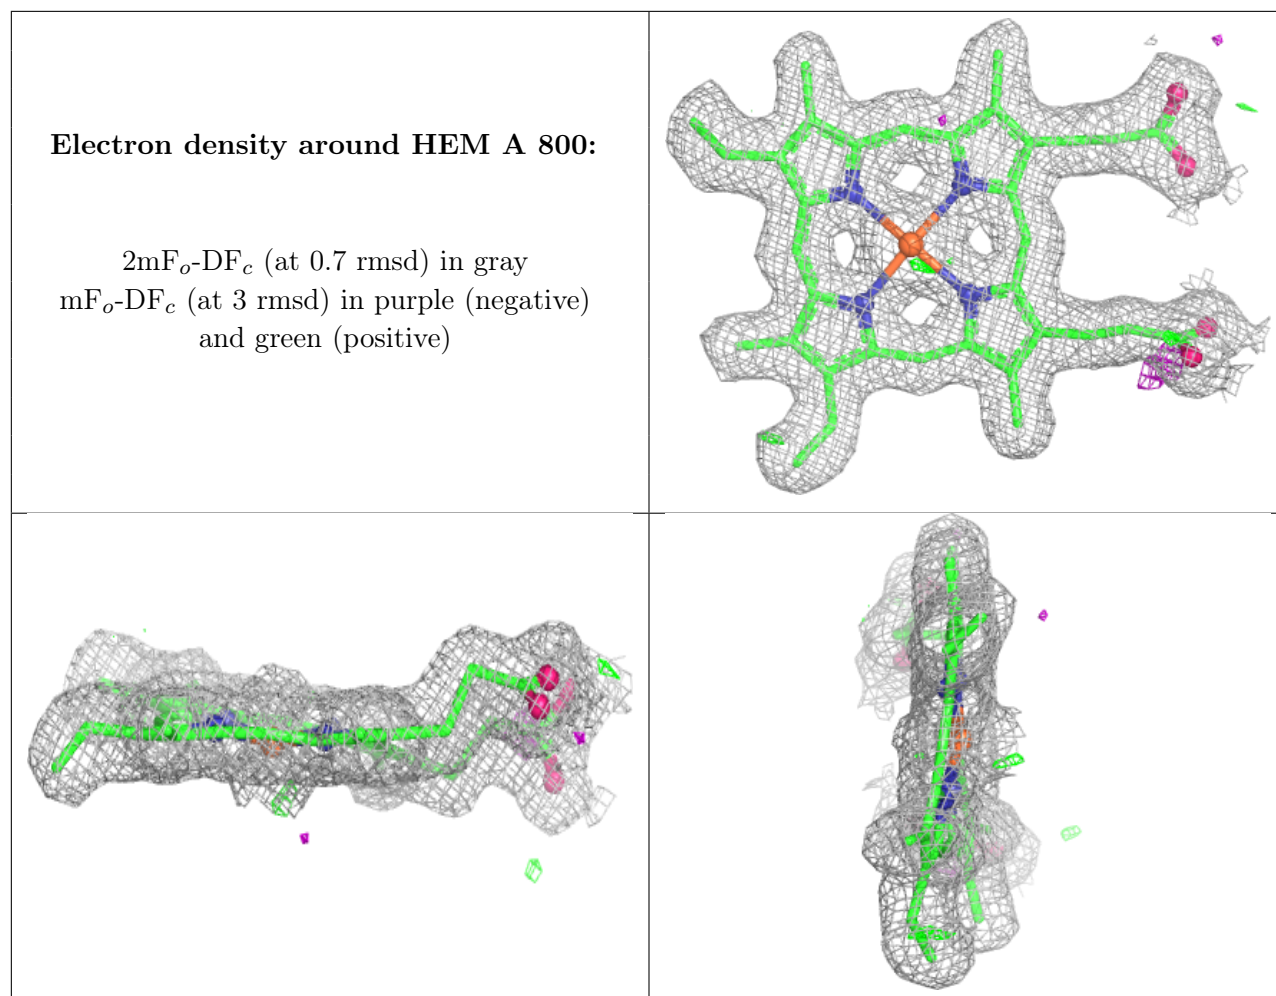 Electron density around HEM A 800:
2mFo-DFc (at 0.7 rmsd) in gray
mFo-DFc (at 3 rmsd) in purple (negative)
and green (positive)